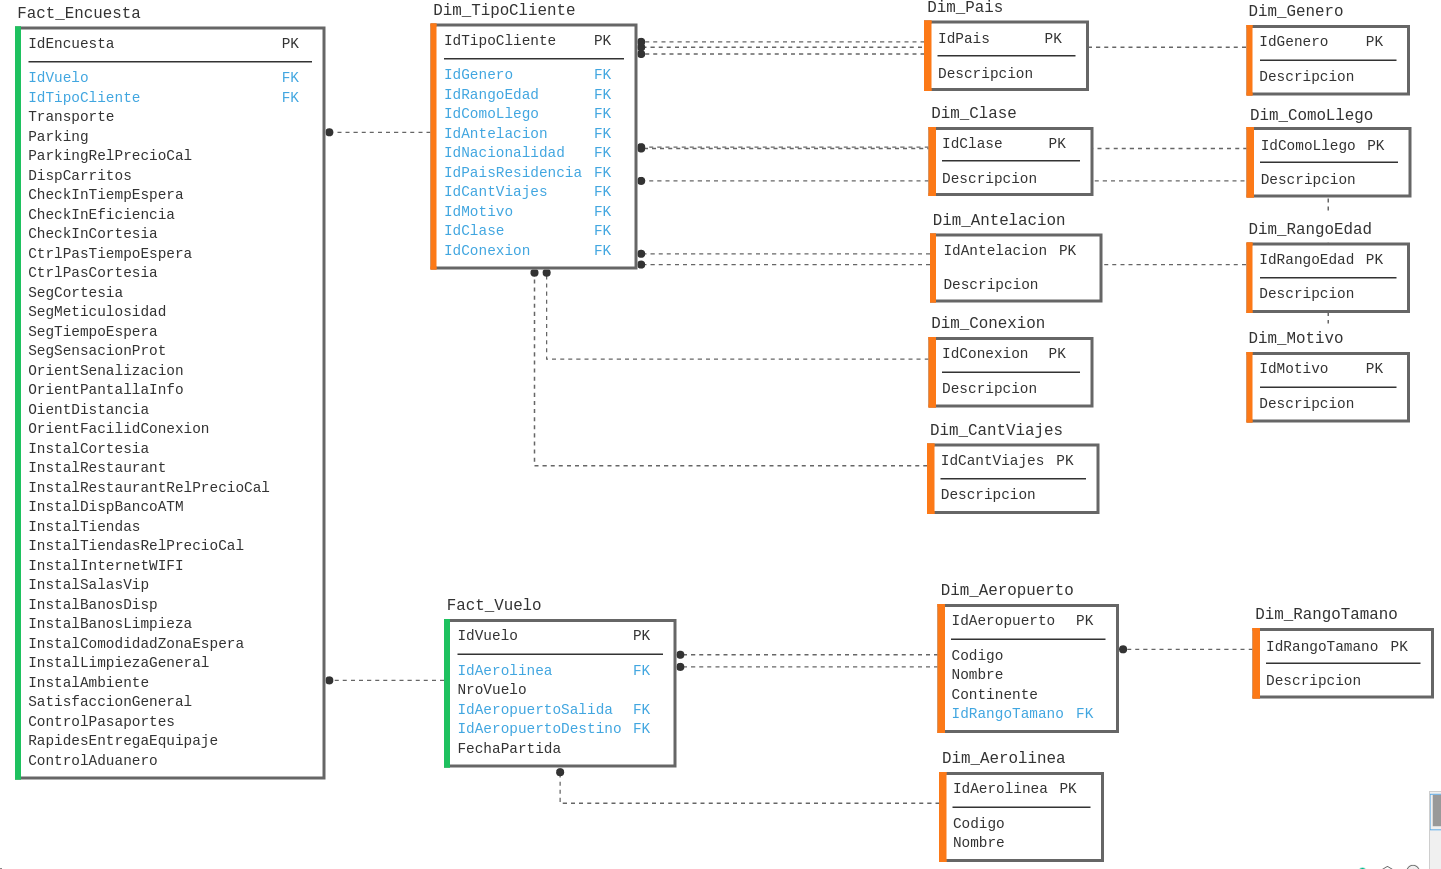 Fact_Encuesta
IdEncuesta PK
IdVuelo FK
IdTipoCliente FK
Transporte
Parking
ParkingRelPrecioCal
DispCarritos
CheckInTiempEspera
CheckInEficiencia
CheckInCortesia
CtrlPasTiempoEspera
CtrlPasCortesia
SegCortesia
SegMeticulosidad
SegTiempoEspera
SegSensacionProt
OrientSenalizacion
OrientPantallaInfo
OientDistancia
OrientFacilidConexion
InstalCortesia
InstalRestaurant
InstalRestaurantRelPrecioCal
InstalDispBancoATM
InstalTiendas
InstalTiendasRelPrecioCal
InstalInternetWIFI
InstalSalasVip
InstalBanosDisp
InstalBanosLimpieza
InstalComodidadZonaEspera
InstalLimpiezaGeneral
InstalAmbiente
SatisfaccionGeneral
ControlPasaportes
RapidesEntregaEquipaje
ControlAduanero
Dim_TipoCliente
IdTipoCliente PK
IdGenero FK
IdRangoEdad FK
IdComoLlego FK
IdAntelacion FK
IdNacionalidad FK
IdPaisResidencia FK
IdCantViajes FK
IdMotivo FK
IdClase FK
IdConexion FK
Fact_Vuelo
IdVuelo PK
IdAerolinea FK
NroVuelo
IdAeropuertoSalida FK
IdAeropuertoDestino FK
FechaPartida
Dim_Pais
IdPais PK
Descripcion
Dim_Clase
IdClase PK
Descripcion
Dim_Antelacion
IdAntelacion PK
Descripcion
Dim_Conexion
IdConexion PK
Descripcion
Dim_CantViajes
IdCantViajes PK
Descripcion
Dim_Aeropuerto
IdAeropuerto PK
Codigo
Nombre
Continente
IdRangoTamano FK
Dim_Aerolinea
IdAerolinea PK
Codigo
Nombre
Dim_Genero
IdGenero PK
Descripcion
Dim_ComoLlego
IdComoLlego PK
Descripcion
Dim_RangoEdad
IdRangoEdad PK
Descripcion
Dim_Motivo
IdMotivo PK
Descripcion
Dim_RangoTamano
IdRangoTamano PK
Descripcion